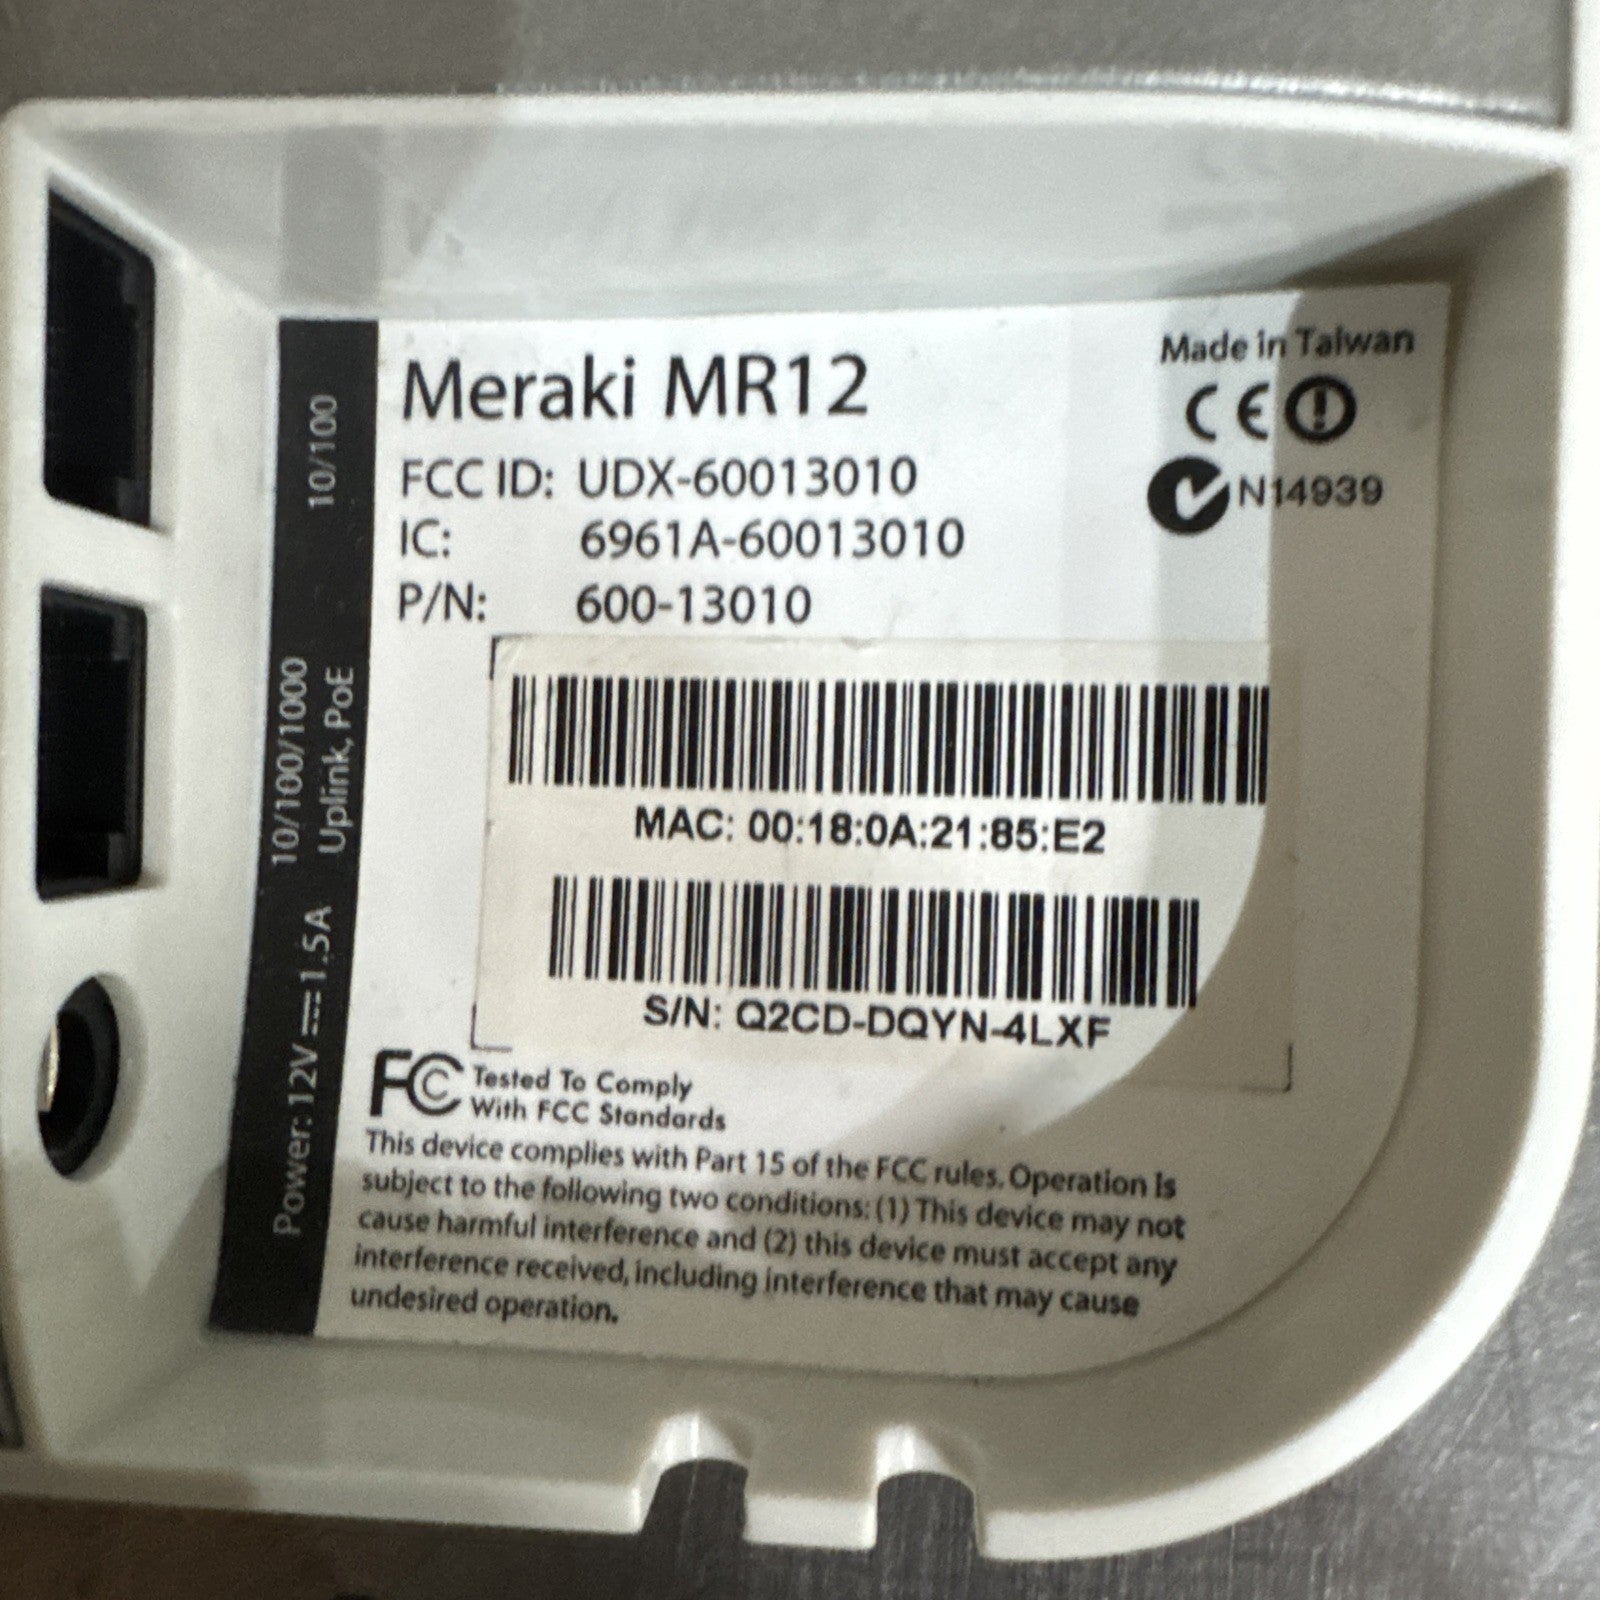 Meraki MR12
FCC ID: UDX-60013010
IC: 6961A-60013010
P/N: 600-13010
Made in Taiwan
CE
N14939
10/100
10/100/1000
Uplink, PoE
Power: 12V⎓1.5A
MAC: 00:18:0A:21:85:E2
S/N: Q2CD-DQYN-4LXF
FC Tested To Comply
With FCC Standards
This device complies with Part 15 of the FCC rules. Operation is
subject to the following two conditions: (1) This device may not
cause harmful interference and (2) this device must accept any
interference received, including interference that may cause
undesired operation.